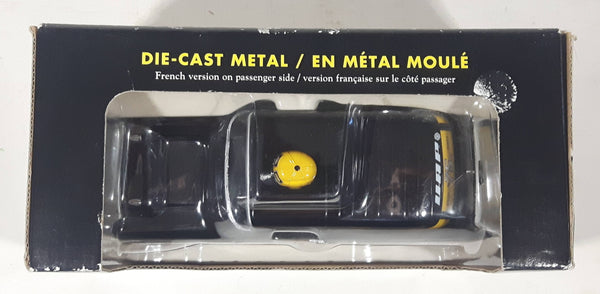 DIE-CAST METAL / EN MÉTAL MOULÉ
French version on passenger side / version française sur le côté passager